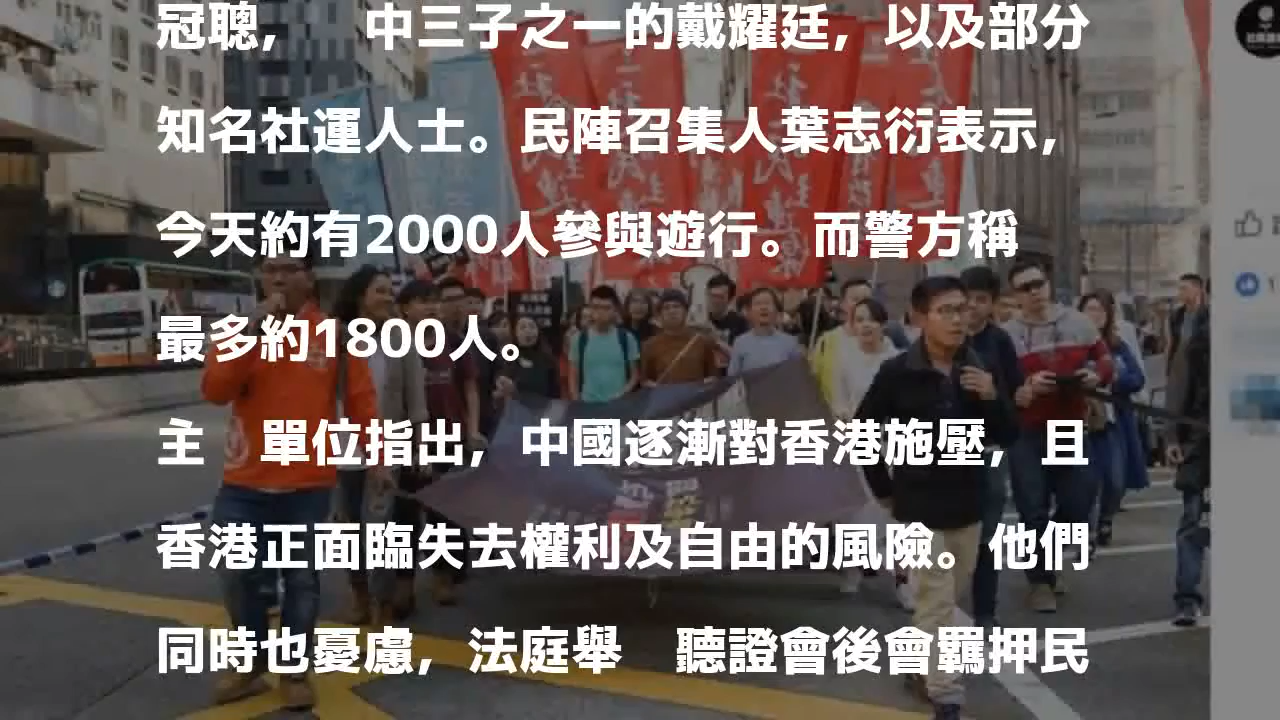 冠聰，　中三子之一的戴耀廷，以及部分
知名社運人士。民陣召集人葉志衍表示，
今天約有2000人參與遊行。而警方稱
最多約1800人。
主　單位指出，中國逐漸對香港施壓，且
香港正面臨失去權利及自由的風險。他們
同時也憂慮，法庭舉　聽證會後會羈押民